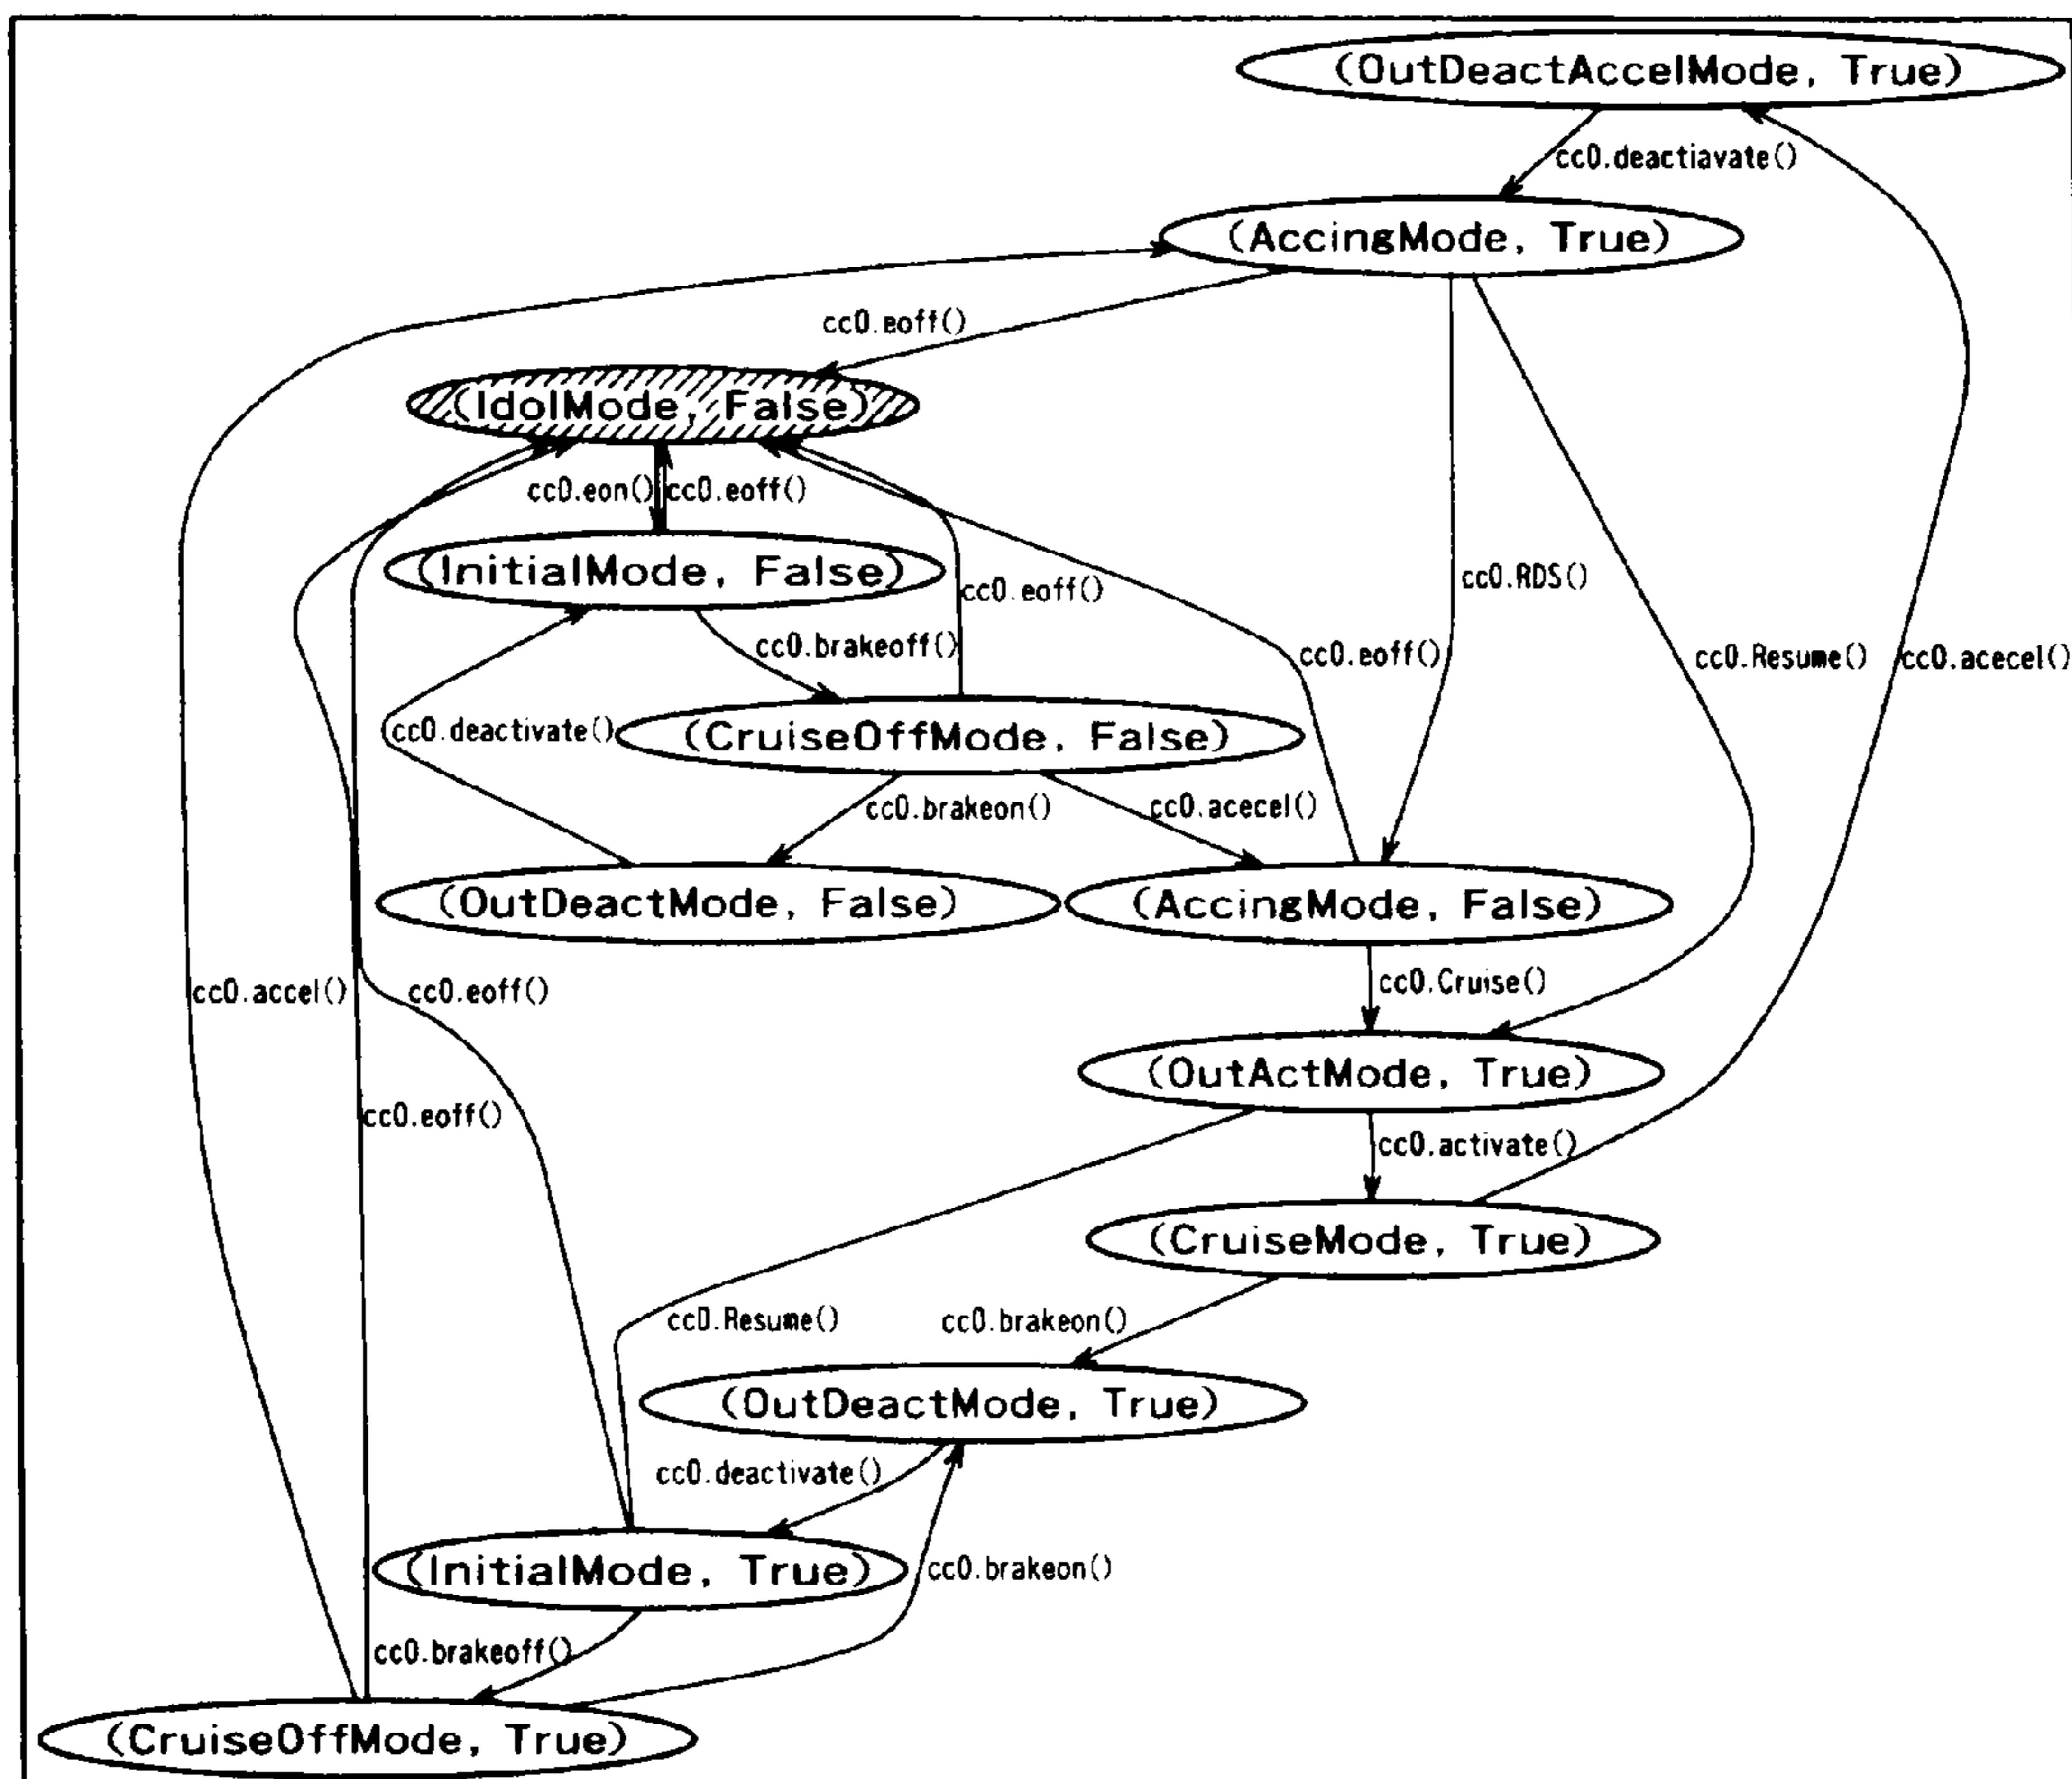 (OutDeactAccelMode, True)
cc0.deactiavate()
(AccingMode, True)
cc0.eoff()
(IdolMode, False)
cc0.eon()
cc0.eoff()
(InitialMode, False)
cc0.RDS()
cc0.eoff()
cc0.brakeoff()
cc0.eoff()
cc0.Resume()
cc0.acecel()
cc0.deactivate()
(CruiseOffMode, False)
cc0.brakeon()
cc0.acecel()
(OutDeactMode, False)
(AccingMode, False)
cc0.accel()
cc0.eoff()
cc0.Cruise()
(OutActMode, True)
cc0.eoff()
cc0.activate()
(CruiseMode, True)
cc0.Resume()
cc0.brakeon()
(OutDeactMode, True)
cc0.deactivate()
(InitialMode, True)
cc0.brakeon()
cc0.brakeoff()
(CruiseOffMode, True)